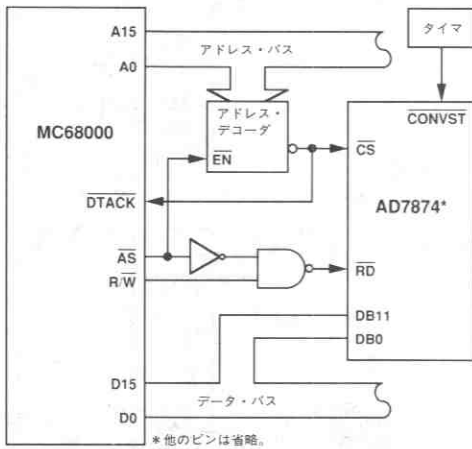 A15
アドレス・バス
A0
タイマ
MC68000
アドレス・
デコーダ
EN
CONVST
CS
DTACK
AD7874*
AS
R/W
RD
DB11
DB0
D15
データ・バス
D0
*他のピンは省略。